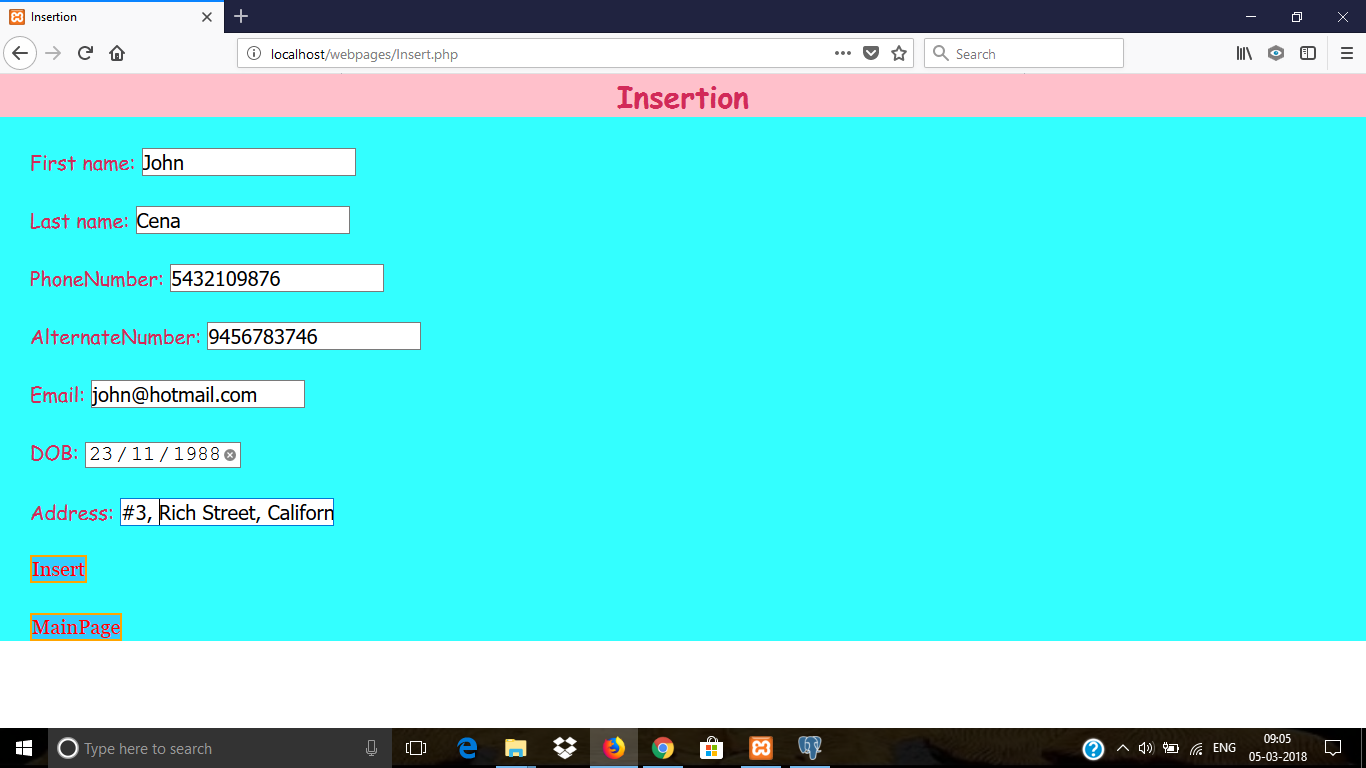 Insertion
localhost/webpages/Insert.php
Search
Insertion
First name: John
Last name: Cena
PhoneNumber: 5432109876
AlternateNumber: 9456783746
Email: john@hotmail.com
DOB: 23/11/1988
Address: #3, Rich Street, Californ
Insert
MainPage
Type here to search
ENG
09:05
05-03-2018